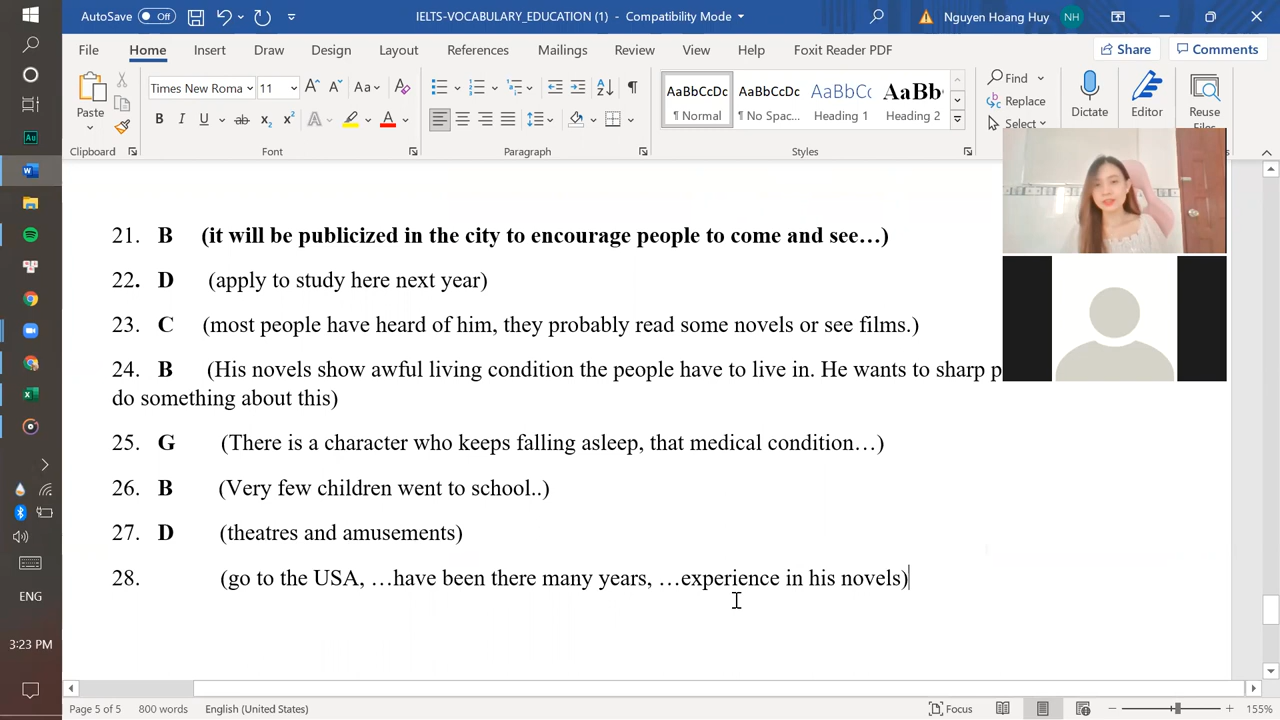 AutoSave Off IELTS-VOCABULARY_EDUCATION (1) - Compatibility Mode Nguyen Hoang Huy NH
File Home Insert Draw Design Layout References Mailings Review View Help Foxit Reader PDF Share Comments
Times New Roma 11 Aa AaBbCcDc AaBbCcDc AaBbCc AaBb Find
Paste B I U ab x₂ x² A A ¶ Normal ¶ No Spac... Heading 1 Heading 2 Replace Select Dictate Editor Reuse Files
Clipboard Font Paragraph Styles
21. B (it will be publicized in the city to encourage people to come and see…)
22. D (apply to study here next year)
23. C (most people have heard of him, they probably read some novels or see films.)
24. B (His novels show awful living condition the people have to live in. He wants to sharp
do something about this)
25. G (There is a character who keeps falling asleep, that medical condition…)
26. B (Very few children went to school..)
27. D (theatres and amusements)
28. (go to the USA, …have been there many years, …experience in his novels)
ENG
3:23 PM
Page 5 of 5 800 words English (United States) Focus 155%